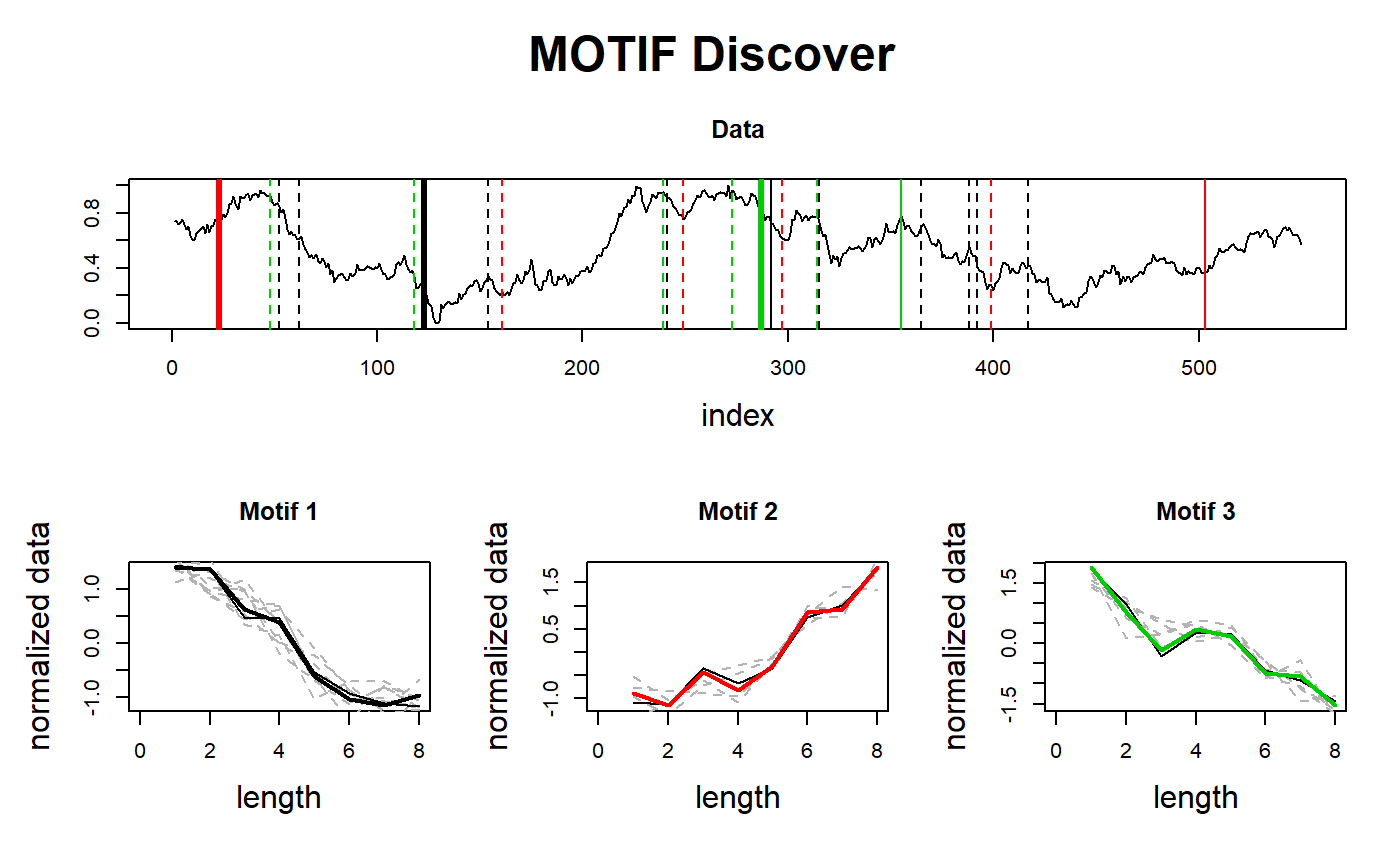 MOTIF Discover
Data
0.0 0.4 0.8
0 100 200 300 400 500
index
Motif 1
normalized data
-1.0 0.0 1.0
0 2 4 6 8
length
Motif 2
normalized data
-1.0 0.5 1.5
0 2 4 6 8
length
Motif 3
normalized data
-1.5 0.0 1.5
0 2 4 6 8
length